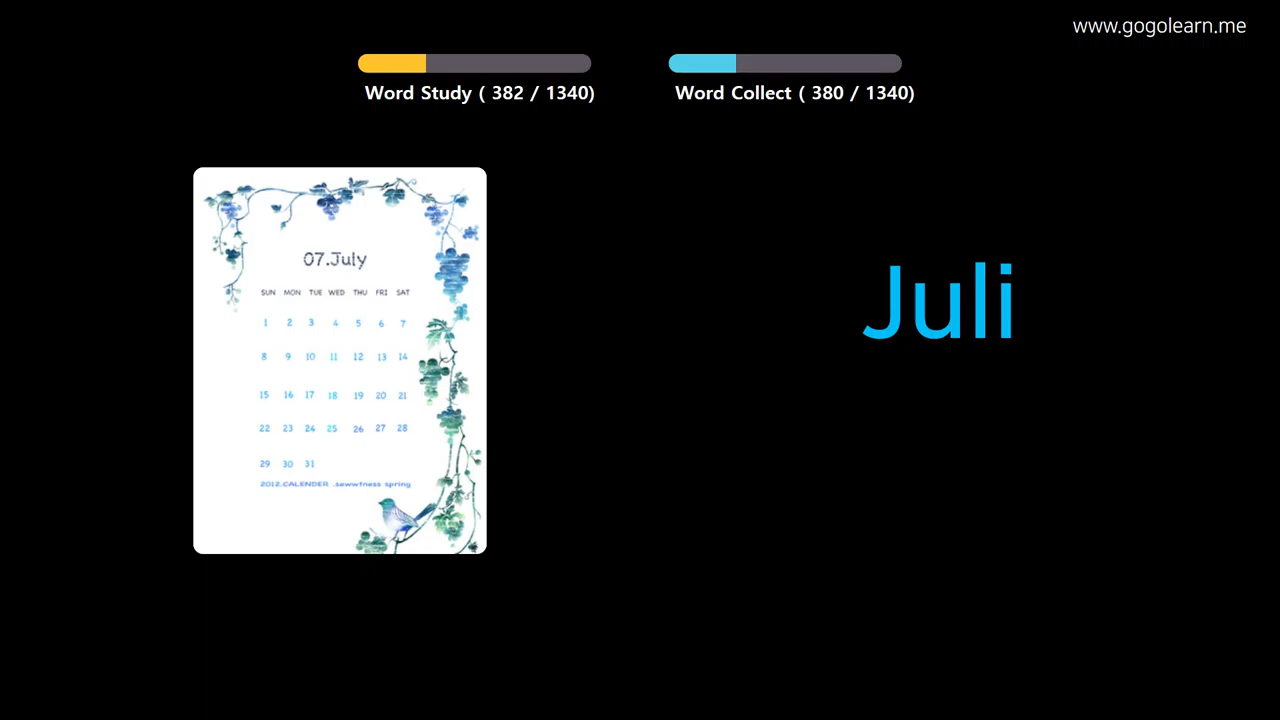 www.gogolearn.me
Word Study ( 382 / 1340)
Word Collect ( 380 / 1340)
07.July
SUN MON TUE WED THU FRI SAT
1 2 3 4 5 6 7
8 9 10 11 12 13 14
15 16 17 18 19 20 21
22 23 24 25 26 27 28
29 30 31
2012.CALENDER .sewwtness spring
Juli